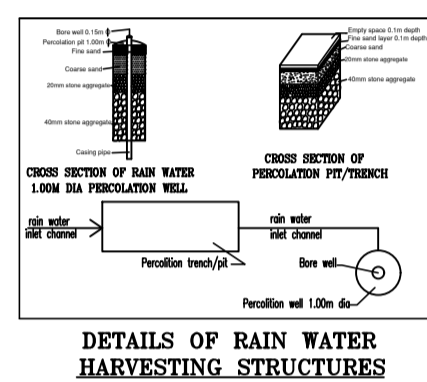 Bore well 0.15m ϕ
Percolation pit 1.00m ϕ
Fine sand
Coarse sand
20mm stone aggregate
40mm stone aggregate
Casing pipe
CROSS SECTION OF RAIN WATER
1.00M DIA PERCOLATION WELL
Empty space 0.1m depth
Fine sand layer 0.1m depth
Coarse sand
20mm stone aggregate
40mm stone aggregate
CROSS SECTION OF
PERCOLATION PIT/TRENCH
rain water
inlet channel
Percolition trench/pit
rain water
inlet channel
Bore well
Percolition well 1.00m dia
DETAILS OF RAIN WATER
HARVESTING STRUCTURES